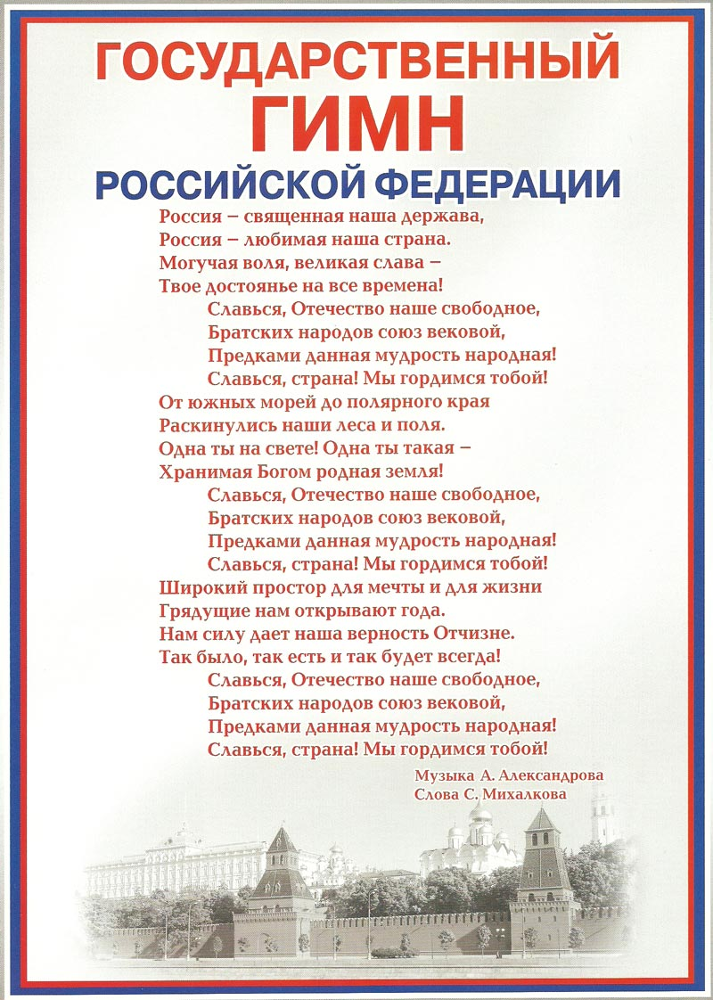 ГОСУДАРСТВЕННЫЙ
ГИМН
РОССИЙСКОЙ ФЕДЕРАЦИИ
Россия – священная наша держава,
Россия – любимая наша страна.
Могучая воля, великая слава –
Твое достоянье на все времена!
Славься, Отечество наше свободное,
Братских народов союз вековой,
Предками данная мудрость народная!
Славься, страна! Мы гордимся тобой!
От южных морей до полярного края
Раскинулись наши леса и поля.
Одна ты на свете! Одна ты такая –
Хранимая Богом родная земля!
Славься, Отечество наше свободное,
Братских народов союз вековой,
Предками данная мудрость народная!
Славься, страна! Мы гордимся тобой!
Широкий простор для мечты и для жизни
Грядущие нам открывают года.
Нам силу дает наша верность Отчизне.
Так было, так есть и так будет всегда!
Славься, Отечество наше свободное,
Братских народов союз вековой,
Предками данная мудрость народная!
Славься, страна! Мы гордимся тобой!
Музыка А. Александрова
Слова С. Михалкова